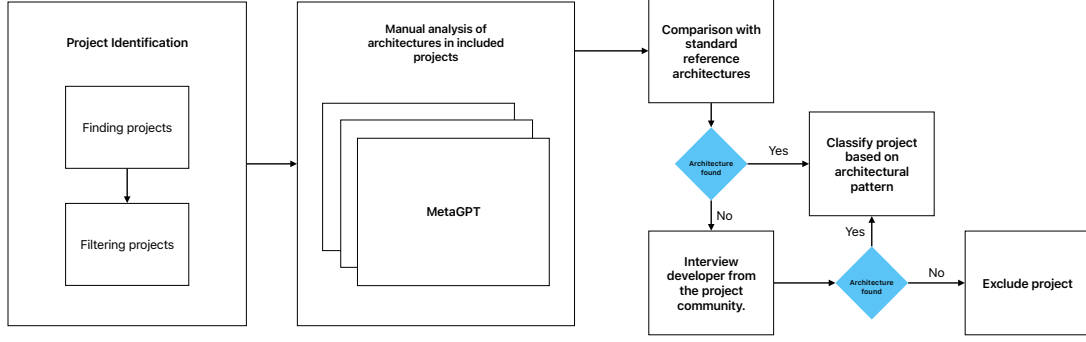 Project Identification
Finding projects
Filtering projects
Manual analysis of
architectures in included
projects
MetaGPT
Comparison with
standard
reference
architectures
Architecture
found
Yes
Classify project
based on
architectural
pattern
No
Interview
developer from
the project
community.
Architecture
found
Yes
No
Exclude project